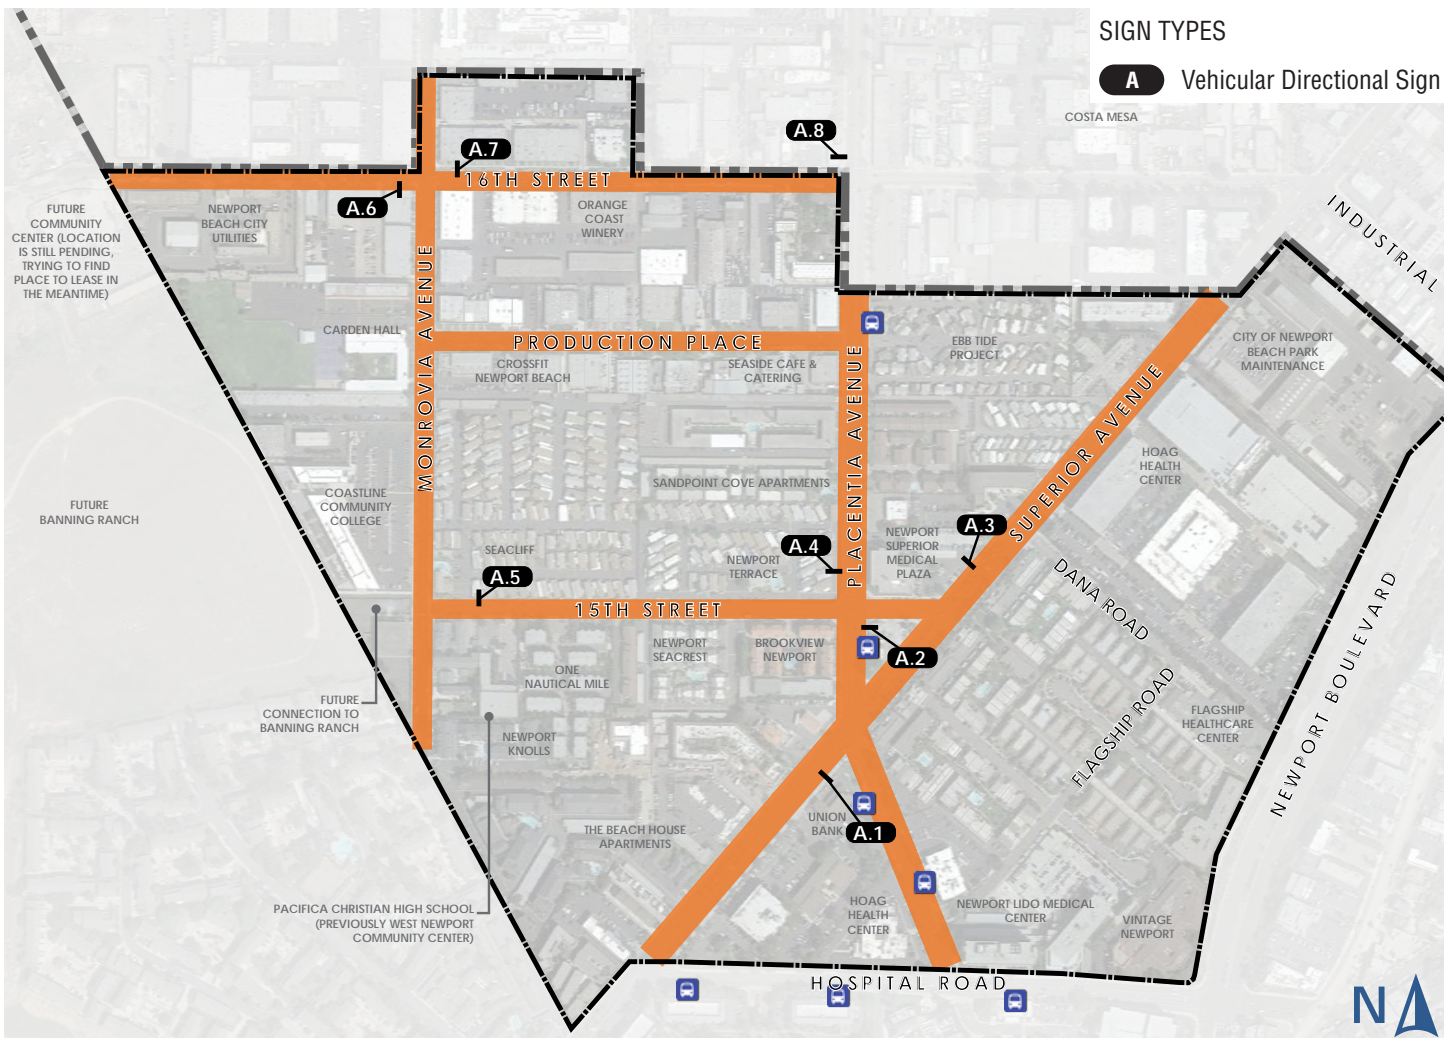 SIGN TYPES
A Vehicular Directional Sign
COSTA MESA
A.8
A.7
16TH STREET
A.6
FUTURE
COMMUNITY
CENTER (LOCATION
IS STILL PENDING,
TRYING TO FIND
PLACE TO LEASE IN
THE MEANTIME)
NEWPORT
BEACH CITY
UTILITIES
ORANGE
COAST
WINERY
INDUSTRIAL
MONROVIA AVENUE
CARDEN HALL
PRODUCTION PLACE
CROSSFIT
NEWPORT BEACH
SEASIDE CAFE &
CATERING
PLACENTIA AVENUE
EBB TIDE
PROJECT
CITY OF NEWPORT
BEACH PARK
MAINTENANCE
SUPERIOR AVENUE
HOAG
HEALTH
CENTER
SANDPOINT COVE APARTMENTS
COASTLINE
COMMUNITY
COLLEGE
FUTURE
BANNING RANCH
SEACLIFF
A.5
NEWPORT
TERRACE
A.4
NEWPORT
SUPERIOR
MEDICAL
PLAZA
A.3
DANA ROAD
15TH STREET
NEWPORT
SEACREST
BROOKVIEW
NEWPORT
A.2
ONE
NAUTICAL MILE
FLAGSHIP ROAD
FLAGSHIP
HEALTHCARE
CENTER
NEWPORT BOULEVARD
FUTURE
CONNECTION TO
BANNING RANCH
NEWPORT
KNOLLS
UNION
BANK
A.1
THE BEACH HOUSE
APARTMENTS
PACIFICA CHRISTIAN HIGH SCHOOL
(PREVIOUSLY WEST NEWPORT
COMMUNITY CENTER)
HOAG
HEALTH
CENTER
NEWPORT LIDO MEDICAL
CENTER
VINTAGE
NEWPORT
HOSPITAL ROAD
N